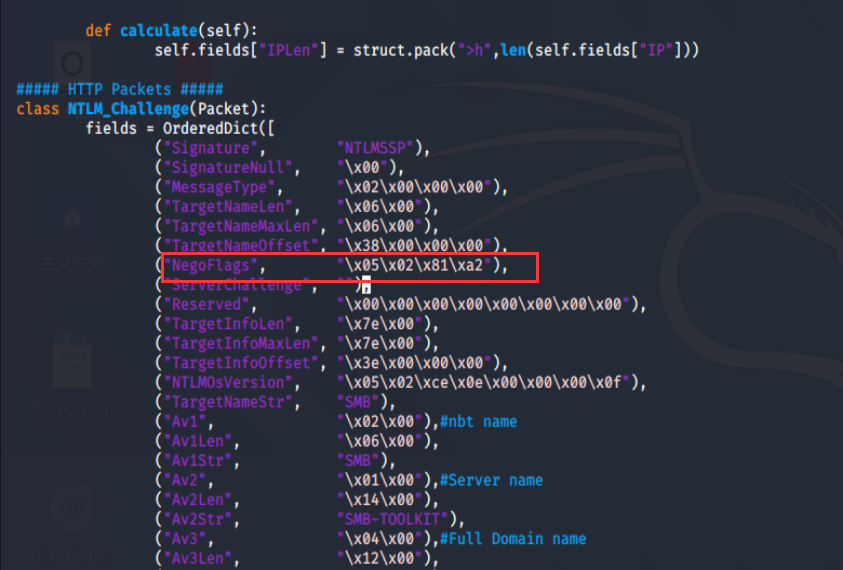 def calculate(self):
self.fields["IPLen"] = struct.pack(">h",len(self.fields["IP"]))
##### HTTP Packets #####
class NTLM_Challenge(Packet):
fields = OrderedDict([
("Signature", "NTLMSSP"),
("SignatureNull", "\x00"),
("MessageType", "\x02\x00\x00\x00"),
("TargetNameLen", "\x06\x00"),
("TargetNameMaxLen", "\x06\x00"),
("TargetNameOffset", "\x38\x00\x00\x00"),
("NegoFlags", "\x05\x02\x81\xa2"),
("ServerChallenge", ""),
("Reserved", "\x00\x00\x00\x00\x00\x00\x00\x00"),
("TargetInfoLen", "\x7e\x00"),
("TargetInfoMaxLen", "\x7e\x00"),
("TargetInfoOffset", "\x3e\x00\x00\x00"),
("NTLMOsVersion", "\x05\x02\xce\x0e\x00\x00\x00\x0f"),
("TargetNameStr", "SMB"),
("Av1", "\x02\x00"),#nbt name
("Av1Len", "\x06\x00"),
("Av1Str", "SMB"),
("Av2", "\x01\x00"),#Server name
("Av2Len", "\x14\x00"),
("Av2Str", "SMB-TOOLKIT"),
("Av3", "\x04\x00"),#Full Domain name
("Av3Len", "\x12\x00"),
主文件夹